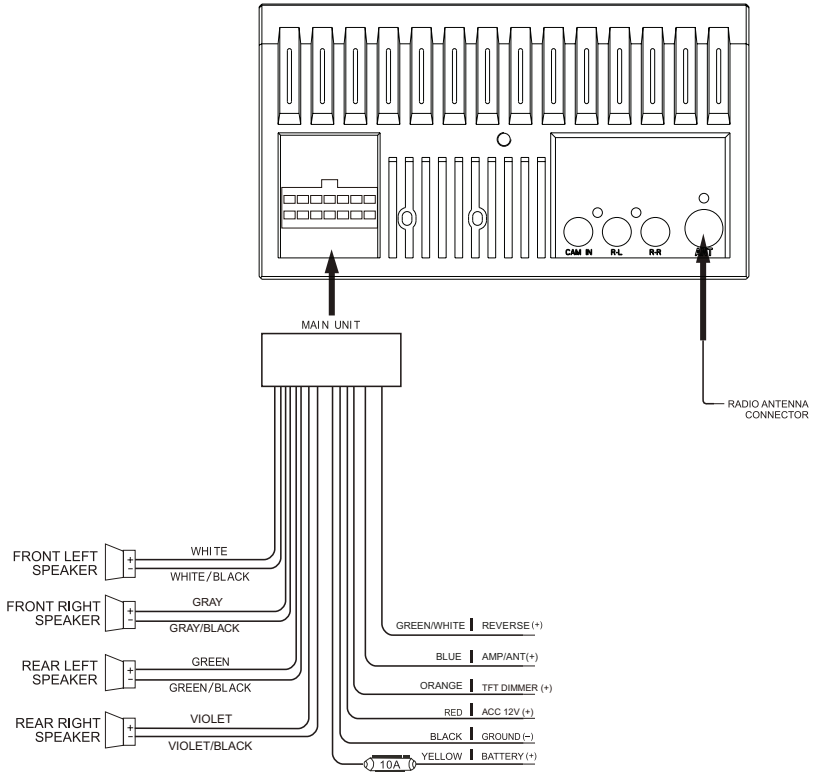 CAM IN R-L R-R ANT
MAIN UNIT
RADIO ANTENNA
CONNECTOR
FRONT LEFT
SPEAKER
+
−
WHITE
WHITE/BLACK
FRONT RIGHT
SPEAKER
+
−
GRAY
GRAY/BLACK
REAR LEFT
SPEAKER
+
−
GREEN
GREEN/BLACK
REAR RIGHT
SPEAKER
+
−
VIOLET
VIOLET/BLACK
GREEN/WHITE REVERSE (+)
BLUE AMP/ANT(+)
ORANGE TFT DIMMER (+)
RED ACC 12V (+)
BLACK GROUND (−)
YELLOW BATTERY (+)
10A